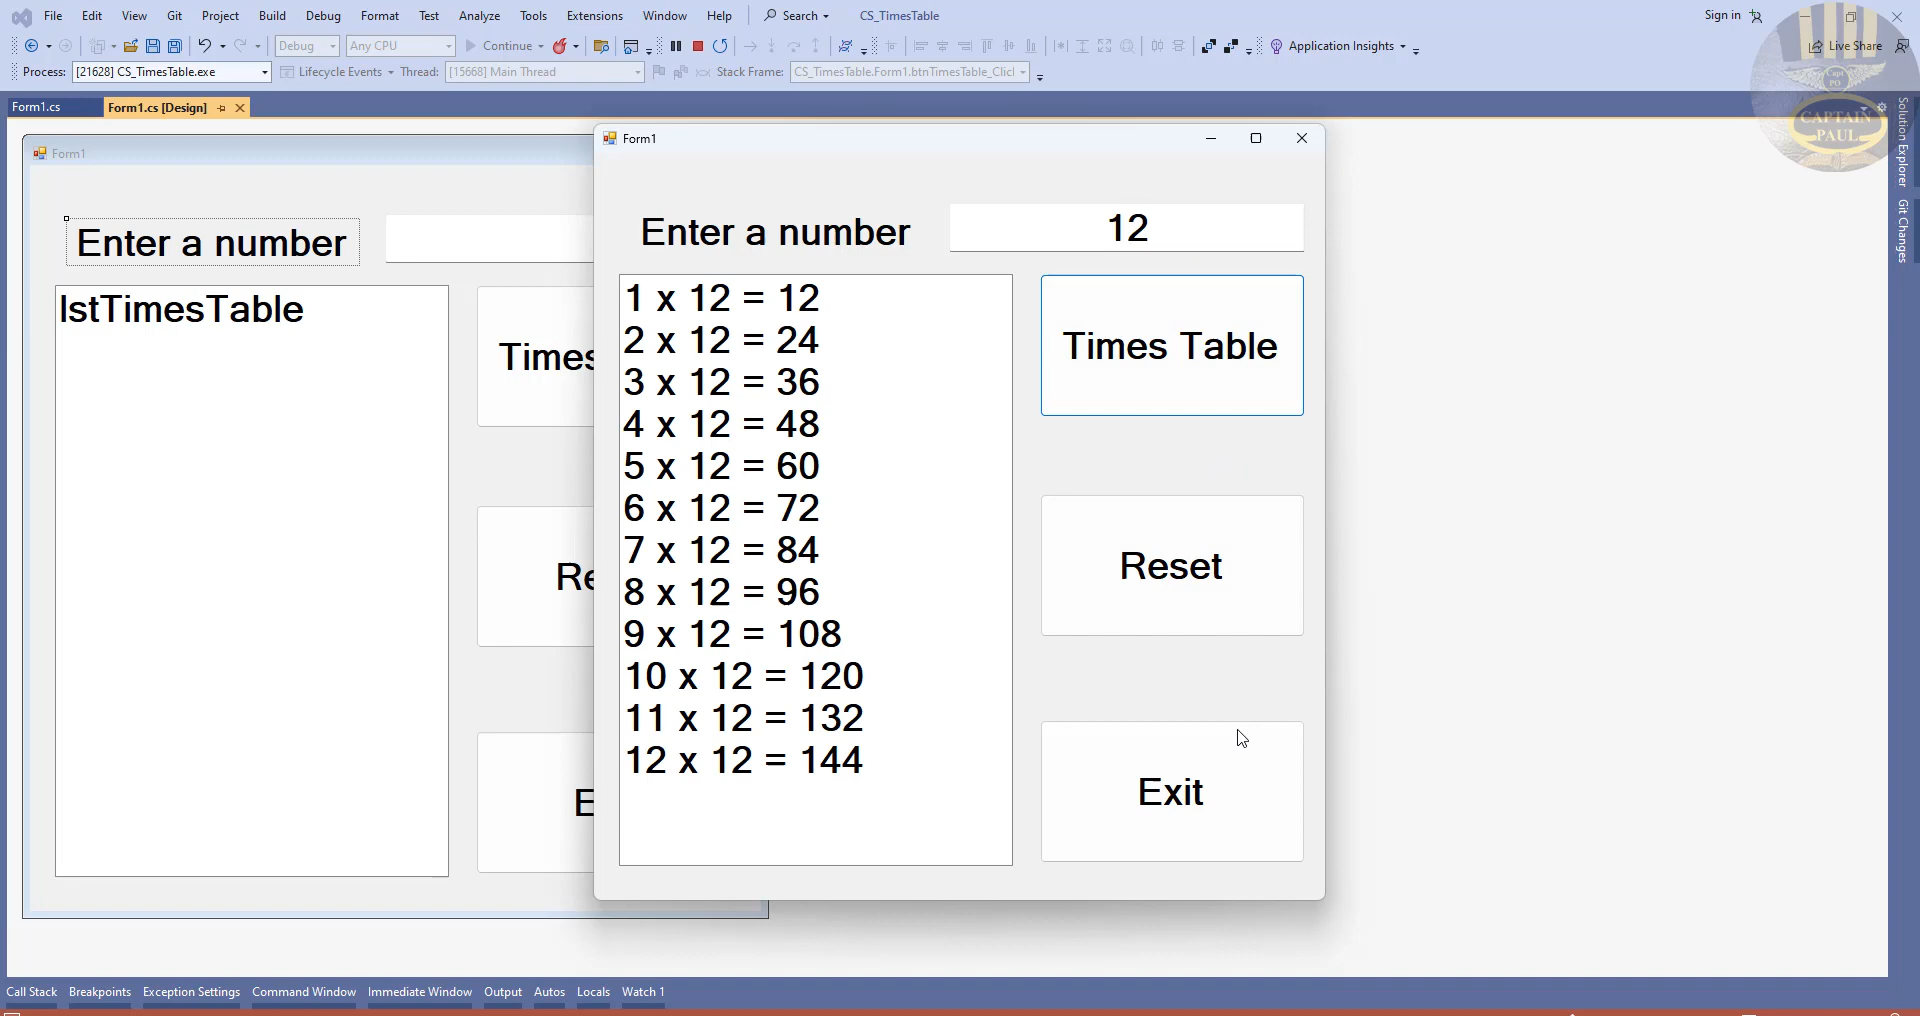 File Edit View Git Project Build Debug Format Test Analyze Tools Extensions Window Help Search CS_TimesTable Sign in
Debug Any CPU Continue Application Insights Live Share
Process: [21628] CS_TimesTable.exe Lifecycle Events Thread: [15668] Main Thread Stack Frame: CS_TimesTable.Form1.btnTimesTable_Clicl
Capt
PO
CAPTAIN
PAUL
Form1.cs Form1.cs [Design]
Solution Explorer
Git Changes
Form1
Enter a number
lstTimesTable
Times
Re
E
Form1
Enter a number 12
1 x 12 = 12
2 x 12 = 24
3 x 12 = 36
4 x 12 = 48
5 x 12 = 60
6 x 12 = 72
7 x 12 = 84
8 x 12 = 96
9 x 12 = 108
10 x 12 = 120
11 x 12 = 132
12 x 12 = 144
Times Table
Reset
Exit
Call Stack Breakpoints Exception Settings Command Window Immediate Window Output Autos Locals Watch 1